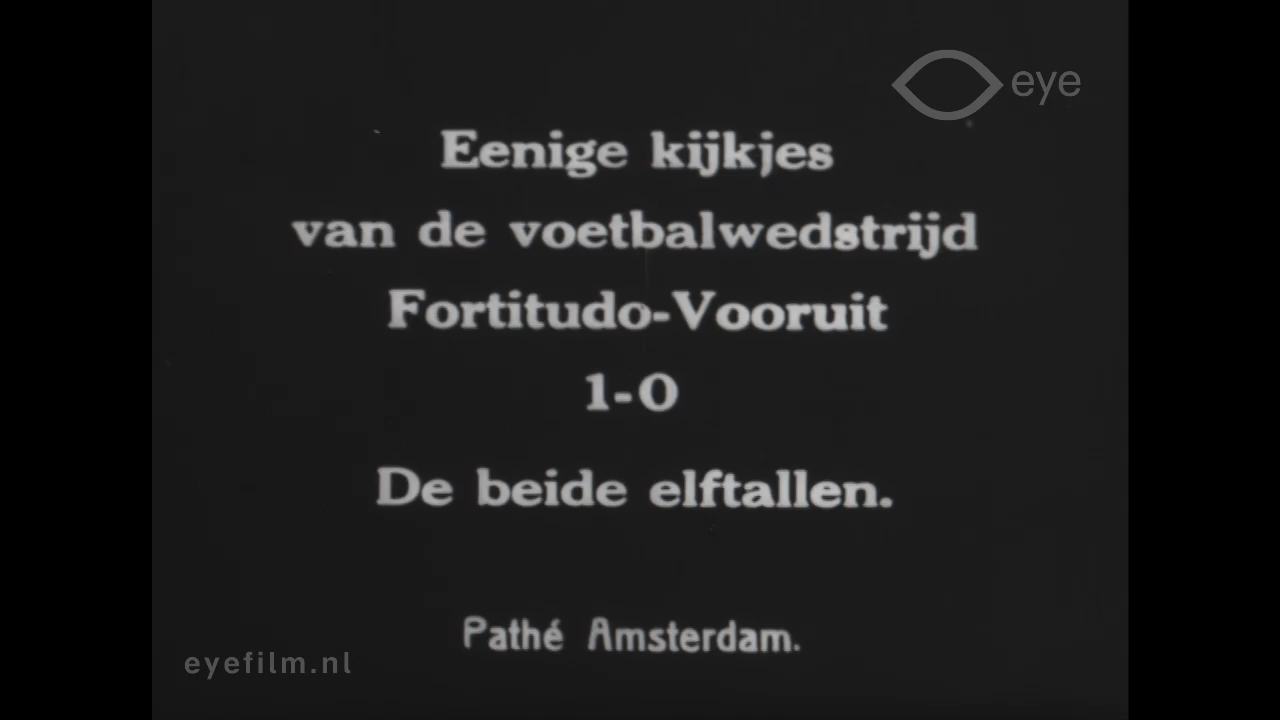 eye
Eenige kijkjes
van de voetbalwedstrijd
Fortitudo-Vooruit
1-0
De beide elftallen.
Pathé Amsterdam.
eyefilm.nl